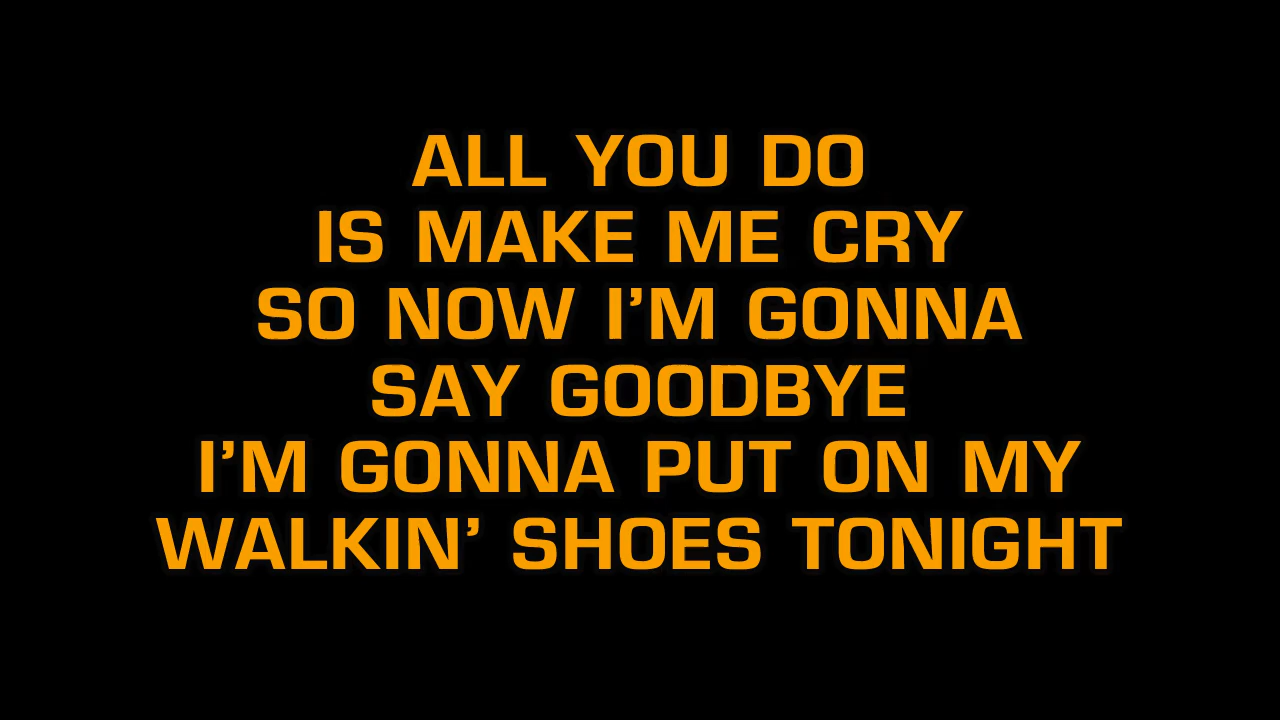 ALL YOU DO
IS MAKE ME CRY
SO NOW I’M GONNA
SAY GOODBYE
I’M GONNA PUT ON MY
WALKIN’ SHOES TONIGHT